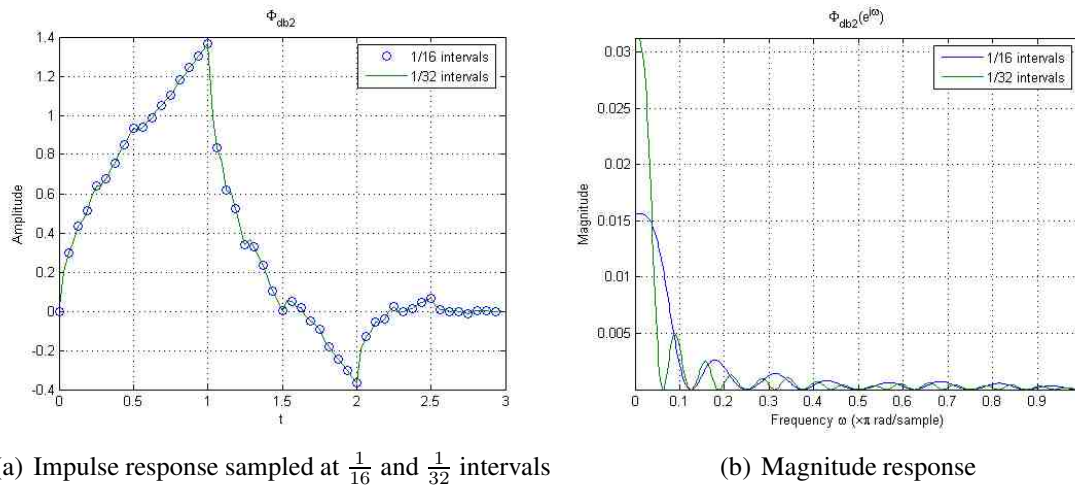 Φdb2
1/16 intervals
1/32 intervals
Amplitude
1.4
1.2
1
0.8
0.6
0.4
0.2
0
-0.2
-0.4
0 0.5 1 1.5 2 2.5 3
t
(a) Impulse response sampled at 1/16 and 1/32 intervals
Φdb2(e^jω)
1/16 intervals
1/32 intervals
Magnitude
0.03
0.025
0.02
0.015
0.01
0.005
0 0.1 0.2 0.3 0.4 0.5 0.6 0.7 0.8 0.9
Frequency ω (×π rad/sample)
(b) Magnitude response